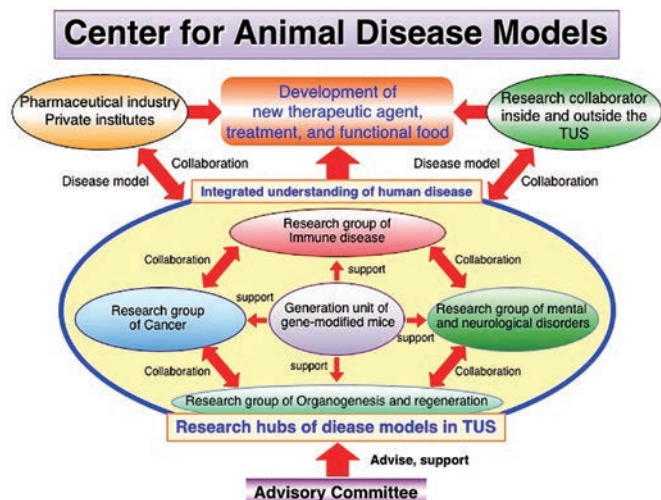 Center for Animal Disease Models
Pharmaceutical industry
Private institutes
Development of
new therapeutic agent,
treatment, and functional food
Research collaborator
inside and outside the
TUS
Collaboration
Disease model
Disease model
Collaboration
Integrated understanding of human disease
Research group of
Immune disease
Collaboration
support
Collaboration
Research group
of Cancer
support
Generation unit of
gene-modified mice
support
Research group of mental
and neurological disorders
Collaboration
support
Collaboration
Research group of Organogenesis and regeneration
Research hubs of diease models in TUS
Advise, support
Advisory Committee